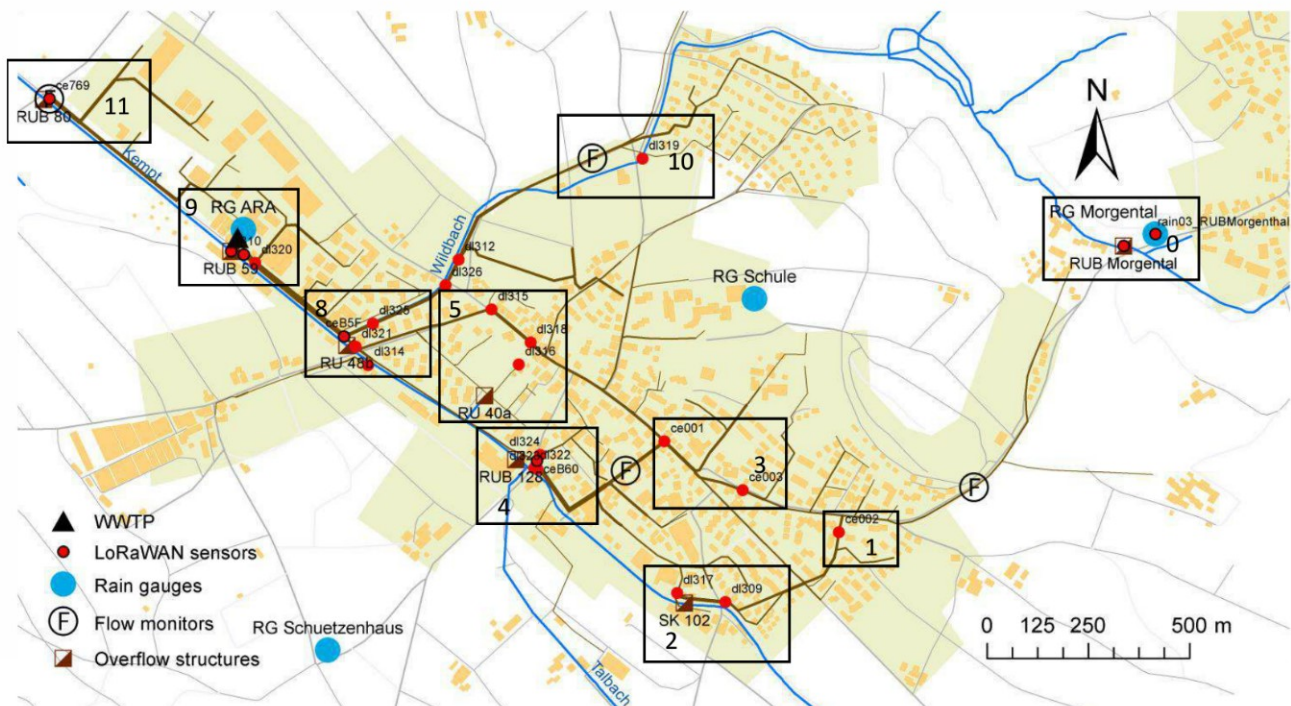 ce769
RUB 80
11
Kempt
9
RG ARA
10
dl320
RUB 59
8
ceB5F
dl325
dl321
dl314
RU 48b
Wildbach
dl312
dl326
5
dl315
dl318
dl316
RU 40a
dl319
10
F
RG Schule
N
RG Morgental
rain03_RUBMorgenthal
0
RUB Morgental
dl324
dl322
RUB 128
ceB60
4
F
ce001
3
ce003
F
ce002
1
dl317
dl309
SK 102
2
Talbach
WWTP
LoRaWAN sensors
Rain gauges
F
Flow monitors
Overflow structures
RG Schuetzenhaus
0 125 250 500 m